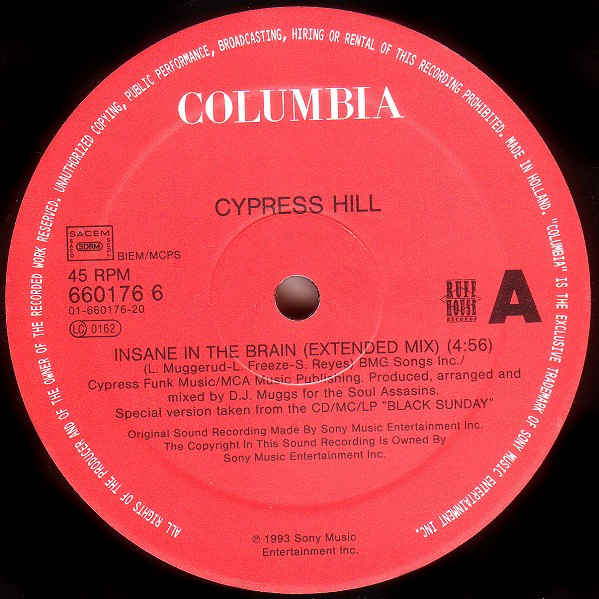 UNAUTHORIZED COPYING, PUBLIC PERFORMANCE, BROADCASTING, HIRING OR RENTAL OF THIS RECORDING PROHIBITED. MADE IN HOLLAND. "COLUMBIA" IS THE EXCLUSIVE TRADEMARK OF SONY MUSIC ENTERTAINMENT INC.
ALL RIGHTS OF THE PRODUCER AND OF THE OWNER OF THE RECORDED WORK RESERVED.
COLUMBIA
CYPRESS HILL
SACEM
SDRM
BIEM/MCPS
45 RPM
660176 6
01-660176-20
LC 0162
RUFF
HOUSE
RECORDS
A
INSANE IN THE BRAIN (EXTENDED MIX) (4:56)
(L. Muggerud-L. Freeze-S. Reyes) BMG Songs Inc./
Cypress Funk Music/MCA Music Publishing. Produced, arranged and
mixed by D.J. Muggs for the Soul Assasins.
Special version taken from the CD/MC/LP "BLACK SUNDAY"
Original Sound Recording Made By Sony Music Entertainment Inc.
The Copyright In This Sound Recording Is Owned By
Sony Music Entertainment Inc.
℗ 1993 Sony Music
Entertainment Inc.